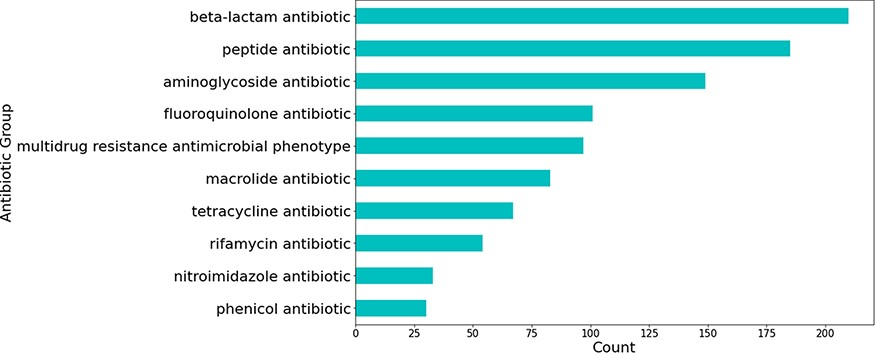 beta-lactam antibiotic
peptide antibiotic
aminoglycoside antibiotic
fluoroquinolone antibiotic
multidrug resistance antimicrobial phenotype
macrolide antibiotic
tetracycline antibiotic
rifamycin antibiotic
nitroimidazole antibiotic
phenicol antibiotic
Antibiotic Group
0 25 50 75 100 125 150 175 200
Count